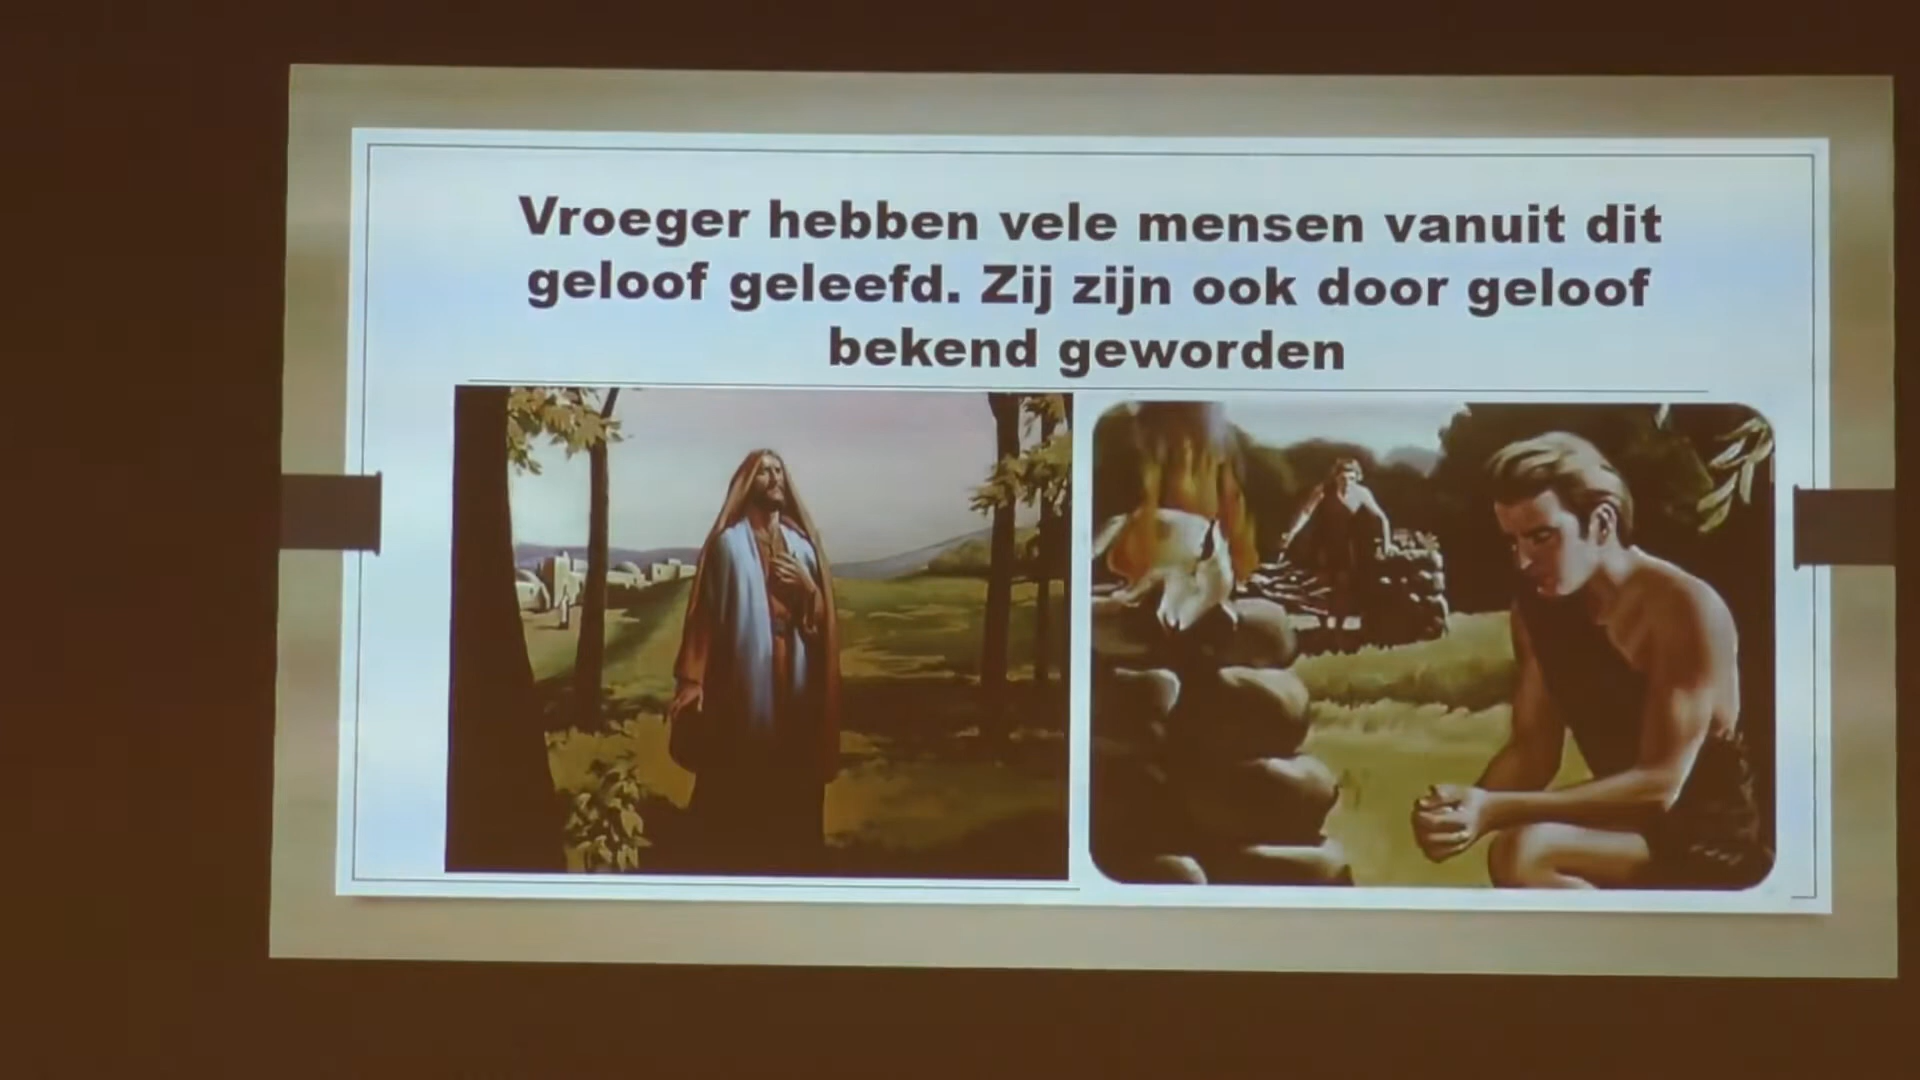 Vroeger hebben vele mensen vanuit dit
geloof geleefd. Zij zijn ook door geloof
bekend geworden